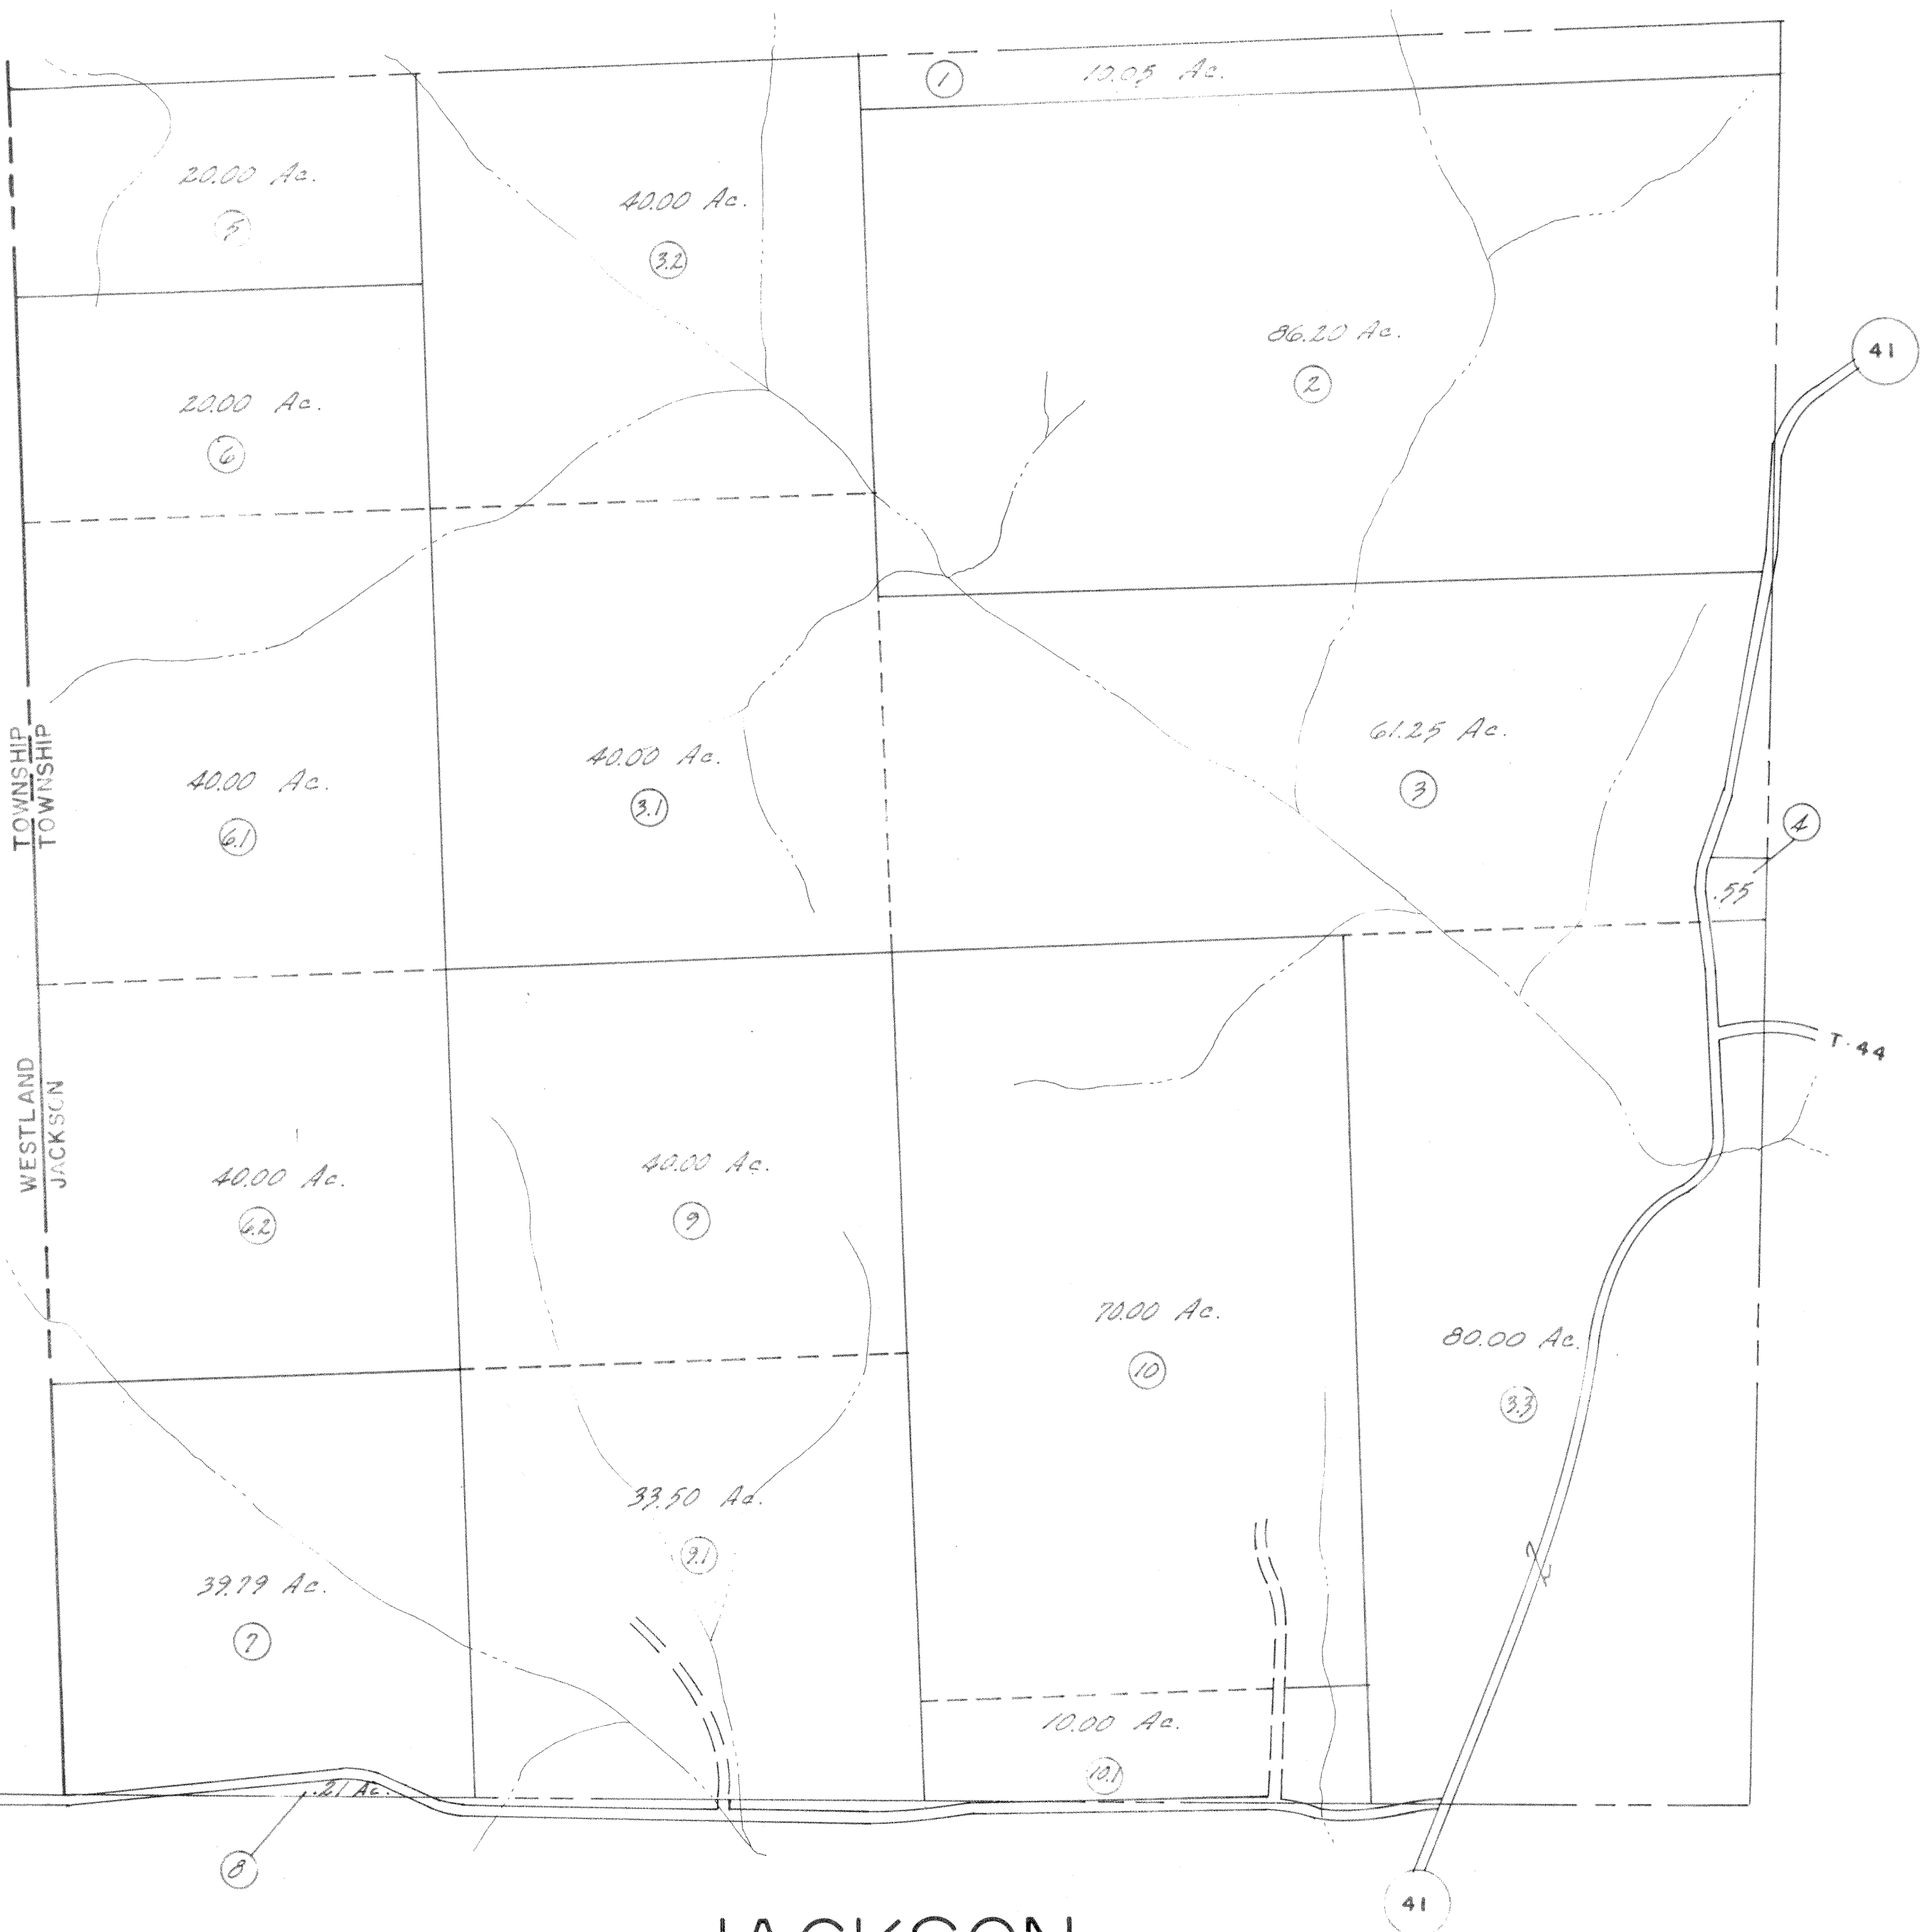 1
10.05 Ac.
20.00 Ac.
5
40.00 Ac.
3.2
86.20 Ac.
2
41
20.00 Ac.
6
TOWNSHIP
TOWNSHIP
40.00 Ac.
6.1
40.00 Ac.
3.1
61.25 Ac.
3
4
.55
T-44
WESTLAND
JACKSON
40.00 Ac.
6.2
40.00 Ac.
9
70.00 Ac.
10
80.00 Ac.
3.3
33.50 Ac.
9.1
39.79 Ac.
7
10.00 Ac.
10.1
.21 Ac.
8
41
JACKSON